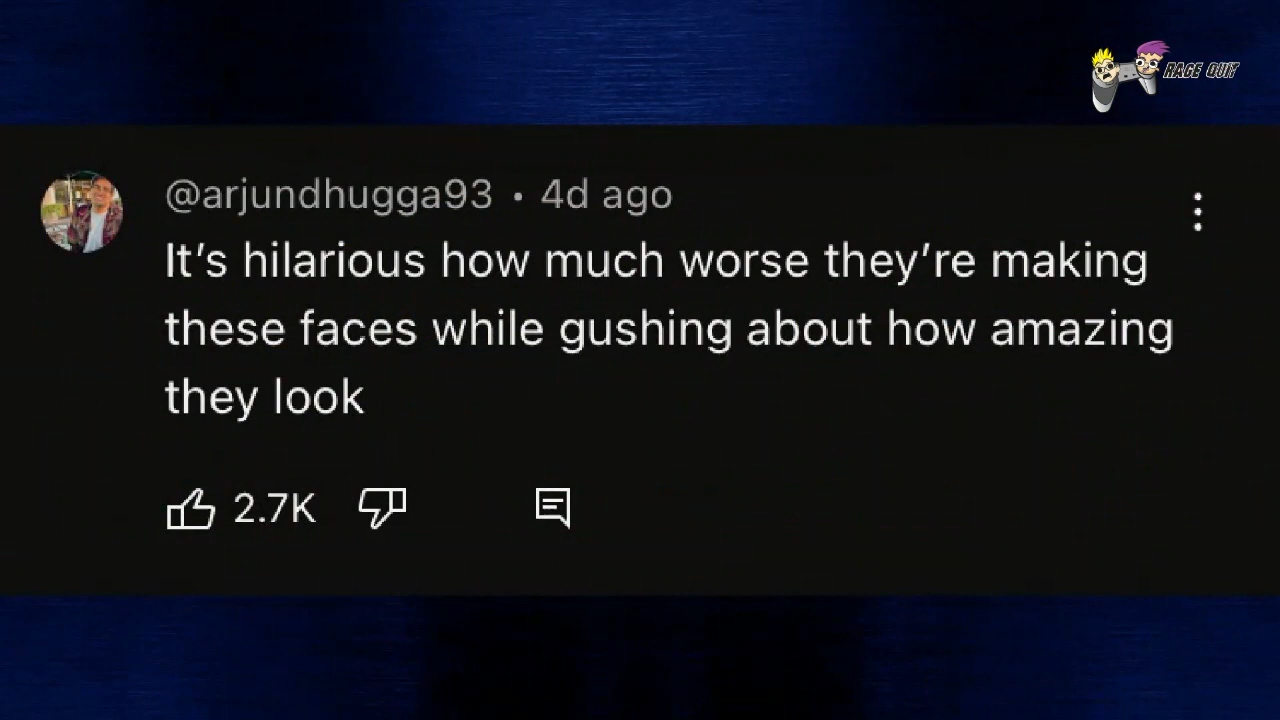 RAGE QUIT
@arjundhugga93 • 4d ago
It’s hilarious how much worse they’re making
these faces while gushing about how amazing
they look
2.7K